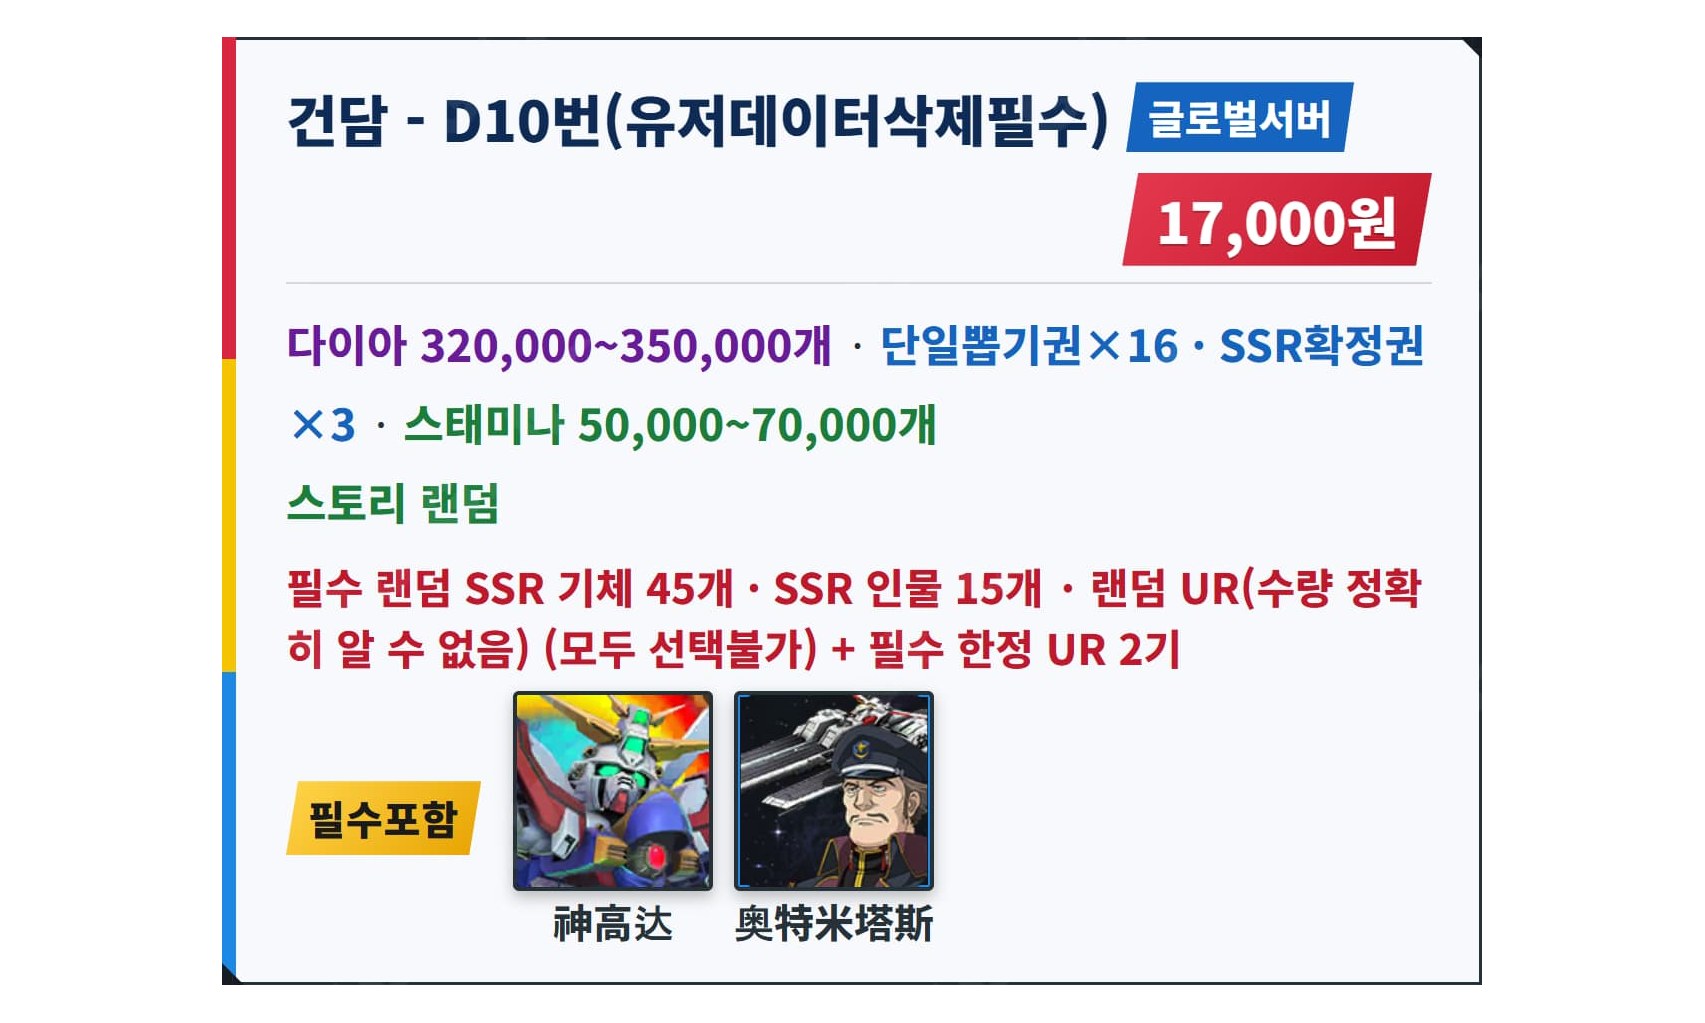 건담 - D10번(유저데이터삭제필수) 글로벌서버
17,000원
다이아 320,000~350,000개 · 단일뽑기권×16 · SSR확정권
×3 · 스태미나 50,000~70,000개
스토리 랜덤
필수 랜덤 SSR 기체 45개 · SSR 인물 15개 · 랜덤 UR(수량 정확
히 알 수 없음) (모두 선택불가) + 필수 한정 UR 2기
필수포함
神高达 奥特米塔斯